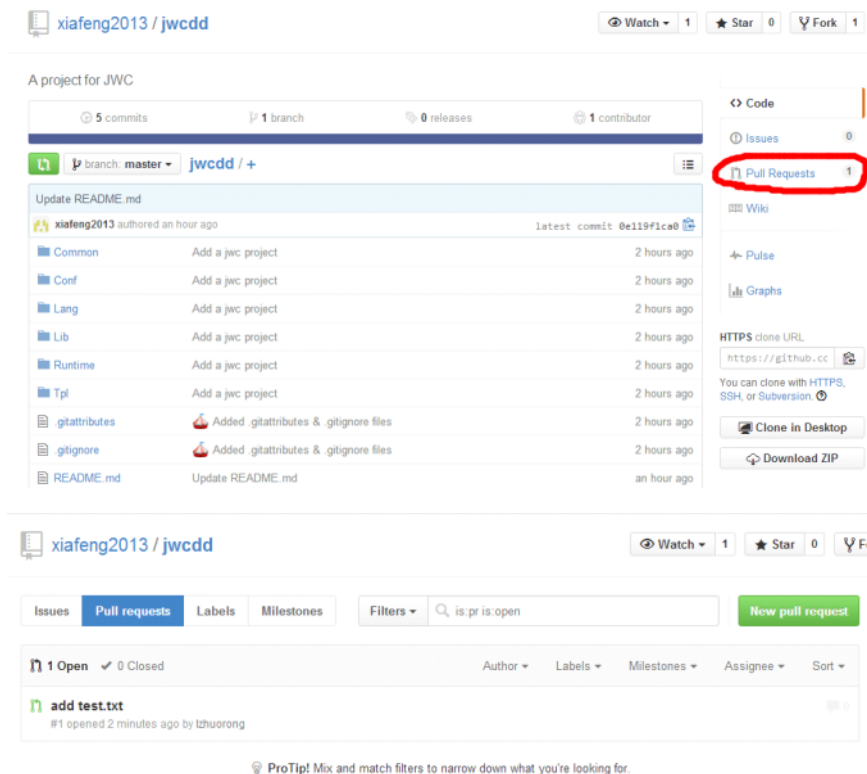 xiafeng2013 / jwcdd Watch 1 Star 0 Fork 1
A project for JWC
5 commits 1 branch 0 releases 1 contributor
branch: master jwcdd / +
Update README.md
xiafeng2013 authored an hour ago latest commit 0e119f1ca0
Common Add a jwc project 2 hours ago
Conf Add a jwc project 2 hours ago
Lang Add a jwc project 2 hours ago
Lib Add a jwc project 2 hours ago
Runtime Add a jwc project 2 hours ago
Tpl Add a jwc project 2 hours ago
.gitattributes Added .gitattributes & .gitignore files 2 hours ago
.gitignore Added .gitattributes & .gitignore files 2 hours ago
README.md Update README.md an hour ago
<> Code
Issues 0
Pull Requests 1
Wiki
Pulse
Graphs
HTTPS clone URL
https://github.cc
You can clone with HTTPS,
SSH, or Subversion.
Clone in Desktop
Download ZIP
xiafeng2013 / jwcdd Watch 1 Star 0 F
Issues Pull requests Labels Milestones Filters is:pr is:open New pull request
1 Open 0 Closed Author Labels Milestones Assignee Sort
add test.txt 0
#1 opened 2 minutes ago by lzhuorong
ProTip! Mix and match filters to narrow down what you're looking for.